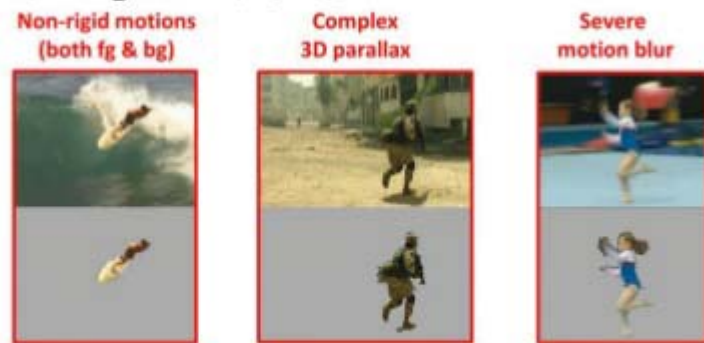 Non-rigid motions
(both fg & bg)
Complex
3D parallax
Severe
motion blur